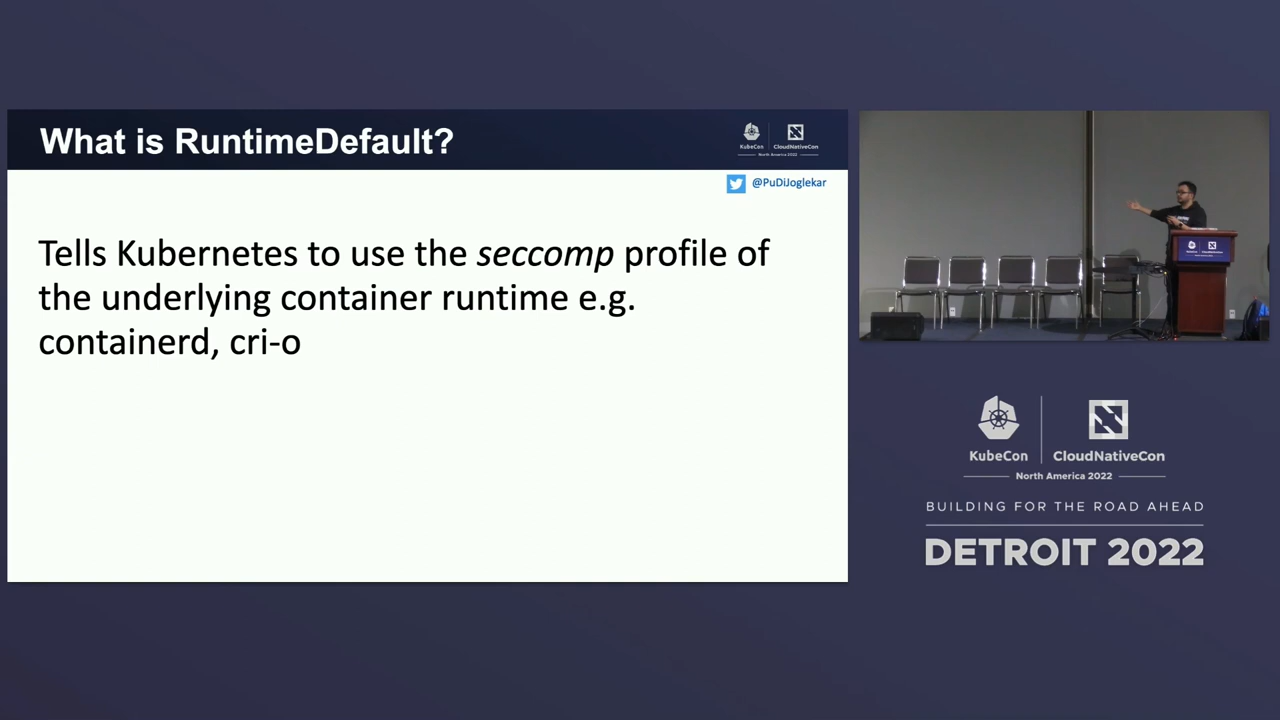 What is RuntimeDefault?
KubeCon
CloudNativeCon
North America 2022
@PuDiJoglekar
Tells Kubernetes to use the seccomp profile of
the underlying container runtime e.g.
containerd, cri-o
KubeCon
CloudNativeCon
North America 2022
BUILDING FOR THE ROAD AHEAD
DETROIT 2022